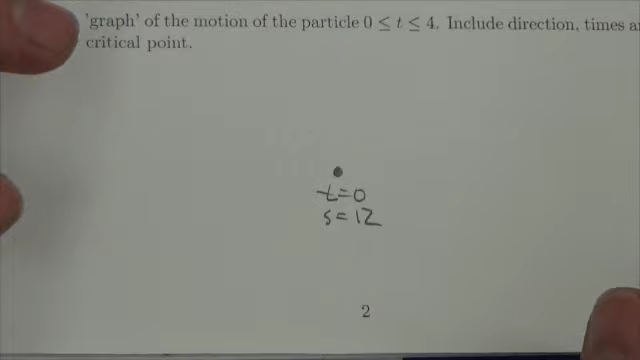 'graph' of the motion of the particle 0 ≤ t ≤ 4. Include direction, times
critical point.
t=0
s=12
2